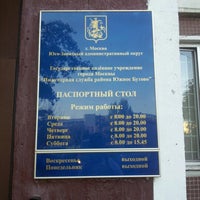 г. Москва
Юго-Западный административный округ
Государственное казённое учреждение
города Москвы
"Инженерная служба района Южное Бутово"
ПАСПОРТНЫЙ СТОЛ
Режим работы:
Вторник с 8.00 до 20.00
Среда с 8.00 до 20.00
Четверг с 8.00 до 20.00
Пятница с 8.00 до 20.00
Суббота с 8.00 до 15.45
Воскресенье выходной
Понедельник выходной